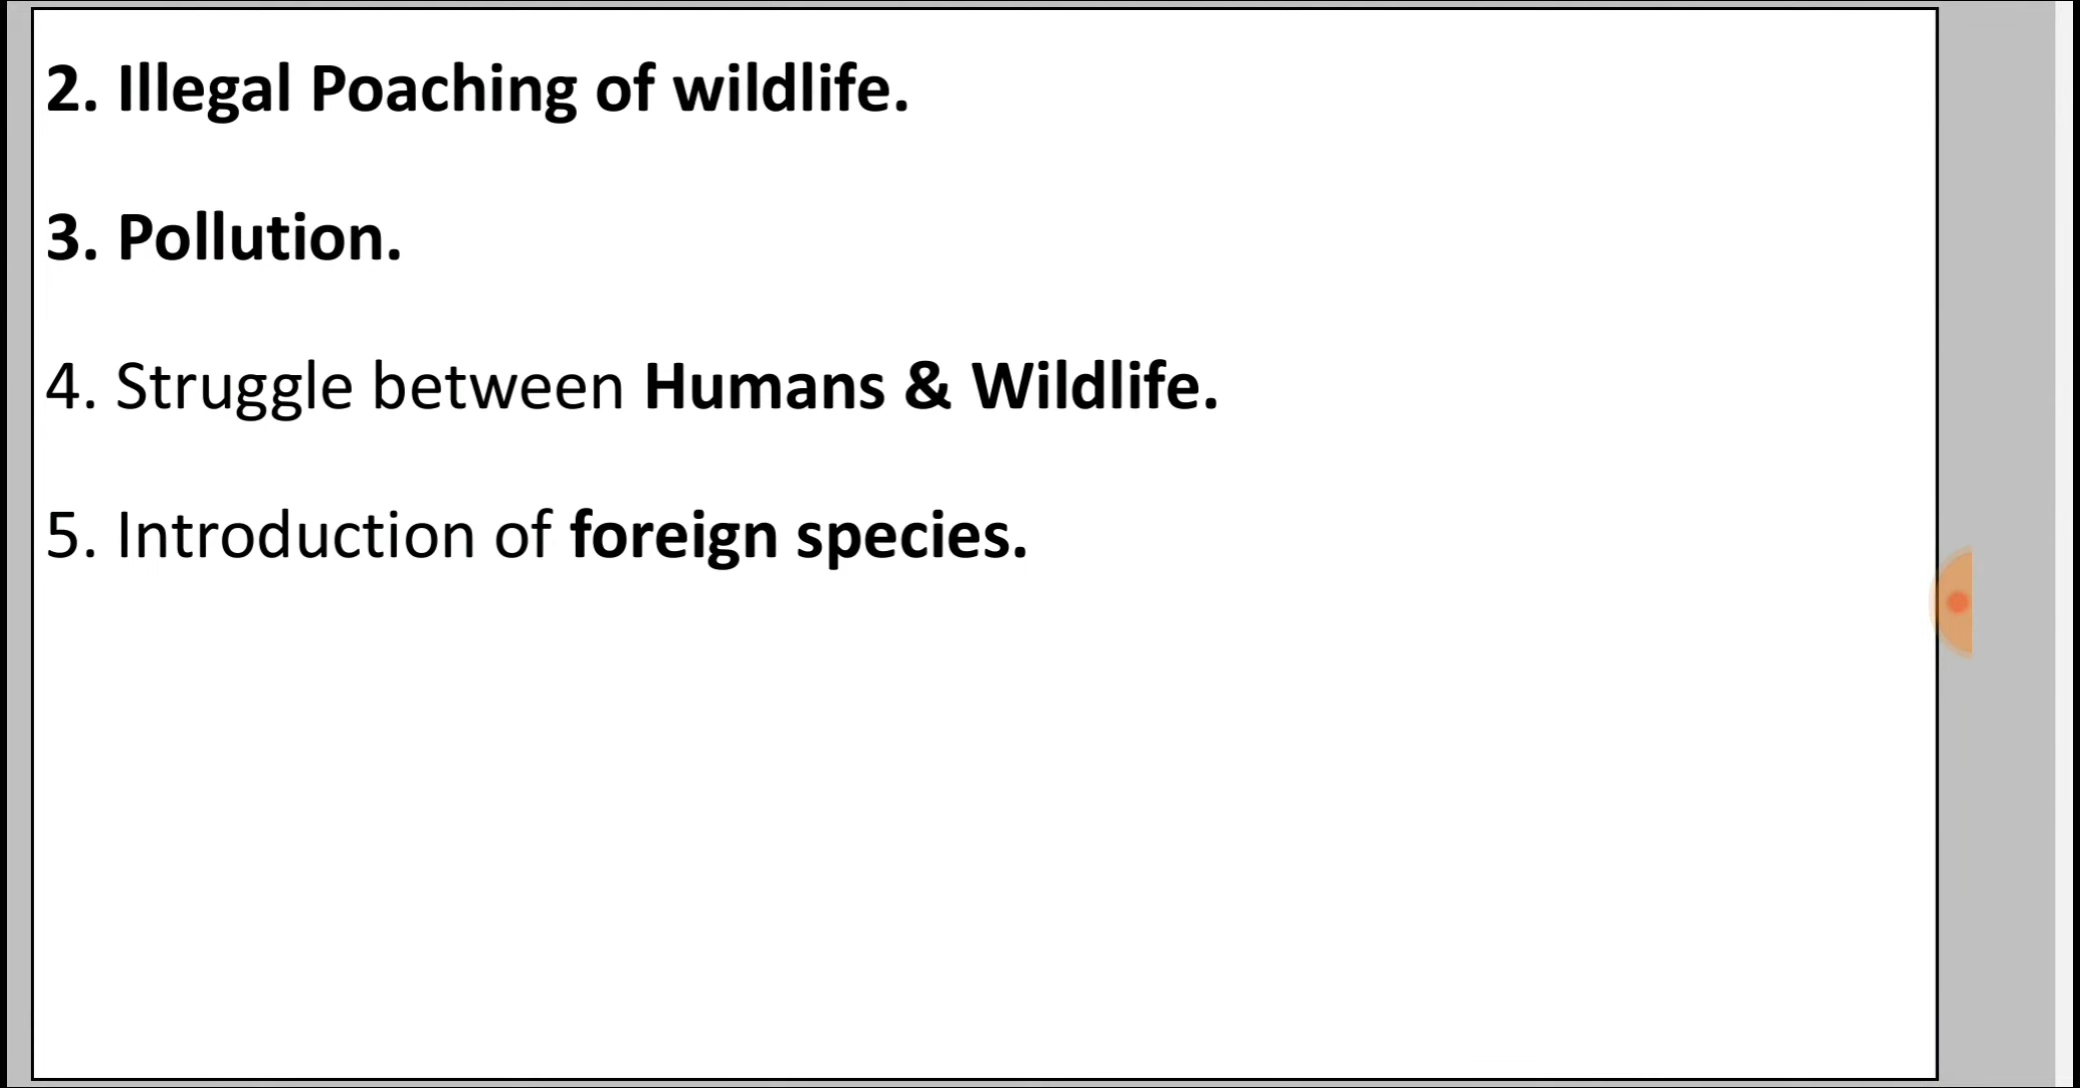 2. Illegal Poaching of wildlife.
3. Pollution.
4. Struggle between Humans & Wildlife.
5. Introduction of foreign species.